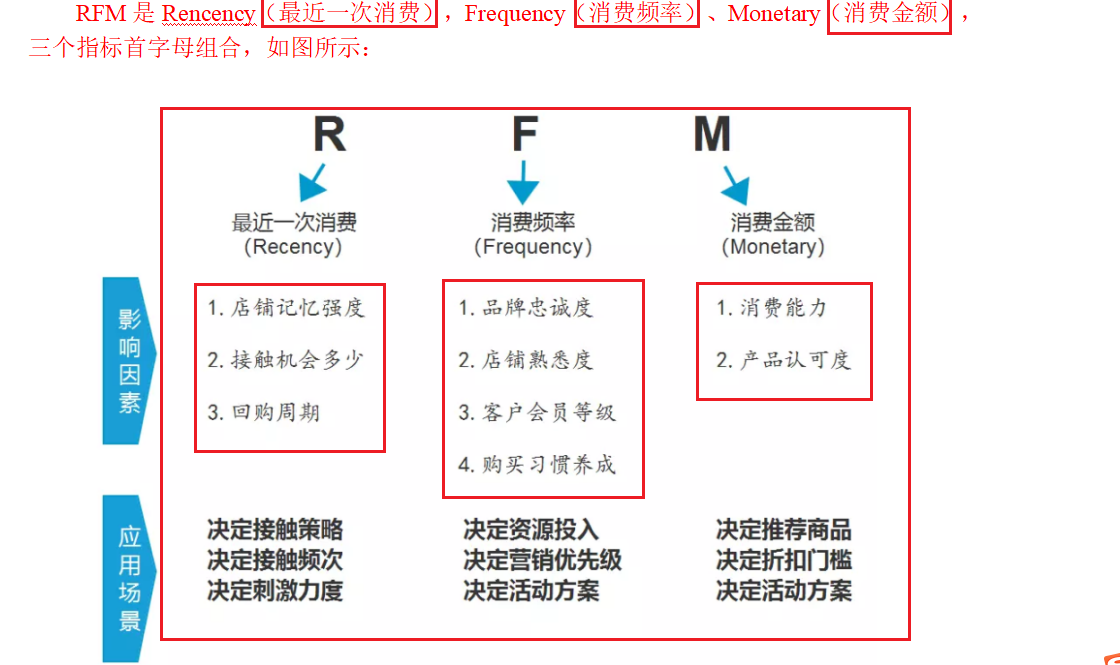 RFM 是 Rencency（最近一次消费），Frequency（消费频率）、Monetary（消费金额），
三个指标首字母组合，如图所示：
R F M
最近一次消费 消费频率 消费金额
（Recency） （Frequency） （Monetary）
影响因素
1. 店铺记忆强度 1. 品牌忠诚度 1. 消费能力
2. 接触机会多少 2. 店铺熟悉度 2. 产品认可度
3. 回购周期 3. 客户会员等级
4. 购买习惯养成
应用场景
决定接触策略 决定资源投入 决定推荐商品
决定接触频次 决定营销优先级 决定折扣门槛
决定刺激力度 决定活动方案 决定活动方案